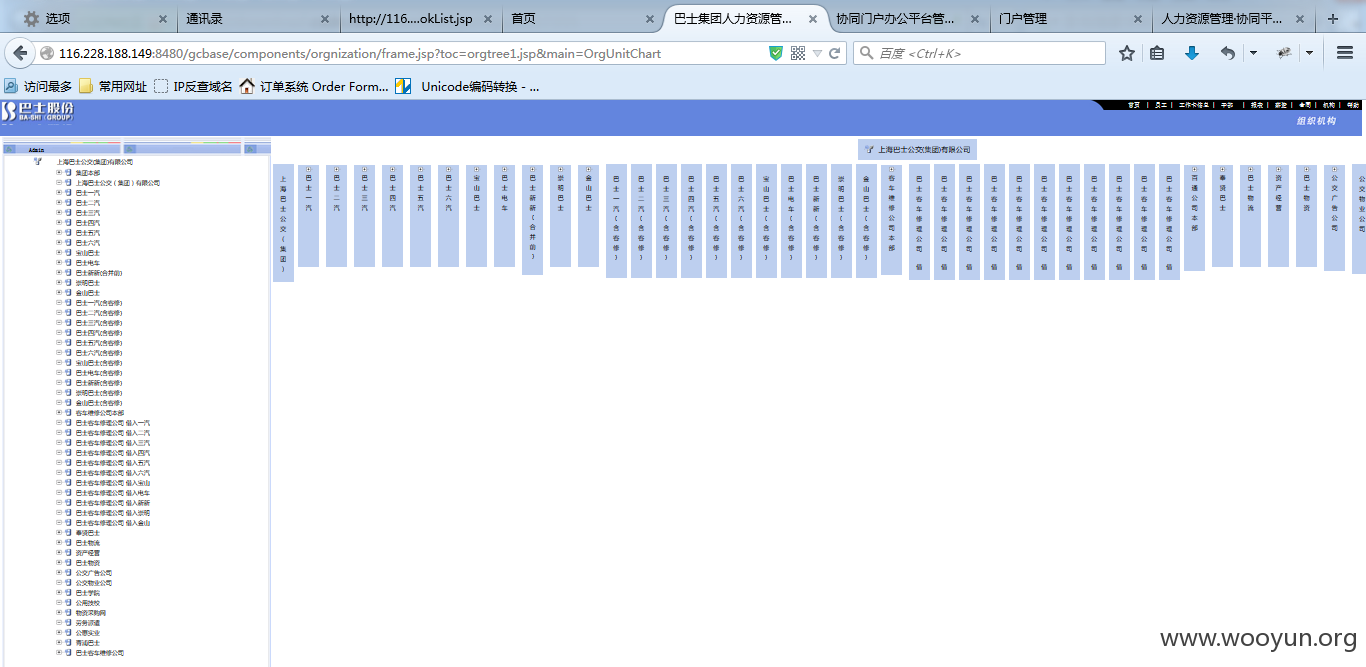 选项
通讯录
http://116....okList.jsp
首页
巴士集团人力资源管...
协同门户办公平台管...
门户管理
人力资源管理-协同平...
116.228.188.149:8480/gcbase/components/orgnization/frame.jsp?toc=orgtree1.jsp&main=OrgUnitChart
百度 <Ctrl+K>
访问最多
常用网址
IP反查域名
订单系统 Order Form...
Unicode编码转换 - ...
巴士股份
BA-SHI (GROUP)
首页 | 员工 |
组织机构
上海巴士公交(集团)有限公司
集团本部
上海巴士公交（集团）有限公司
巴士一汽
巴士二汽
巴士三汽
巴士四汽
巴士五汽
巴士六汽
宝山巴士
巴士电车
巴士新新(合并前)
崇明巴士
金山巴士
巴士一汽(含客修)
巴士二汽(含客修)
巴士三汽(含客修)
巴士四汽(含客修)
巴士五汽(含客修)
巴士六汽(含客修)
宝山巴士(含客修)
巴士电车(含客修)
巴士新新(含客修)
崇明巴士(含客修)
金山巴士(含客修)
客车维修公司本部
巴士客车修理公司 借入一汽
巴士客车修理公司 借入二汽
巴士客车修理公司 借入三汽
巴士客车修理公司 借入四汽
巴士客车修理公司 借入五汽
巴士客车修理公司 借入六汽
巴士客车修理公司 借入宝山
巴士客车修理公司 借入电车
巴士客车修理公司 借入新新
巴士客车修理公司 借入崇明
巴士客车修理公司 借入金山
奉贤巴士
巴士物流
资产经营
巴士物资
公交广告公司
公交物业公司
巴士学院
公用技校
物资采购网
劳务派遣
公惠实业
青浦巴士
巴士客车维修公司
上海巴士公交(集团)有限公司
上海巴士公交(集团)
巴士一汽
巴士二汽
巴士三汽
巴士四汽
巴士五汽
巴士六汽
宝山巴士
巴士电车
巴士新新(合并前)
崇明巴士
金山巴士
巴士一汽(含客修)
巴士二汽(含客修)
巴士三汽(含客修)
巴士四汽(含客修)
巴士五汽(含客修)
巴士六汽(含客修)
宝山巴士(含客修)
巴士电车(含客修)
巴士新新(含客修)
崇明巴士(含客修)
金山巴士(含客修)
客车维修公司本部
巴士客车修理公司 借
巴士客车修理公司 借
巴士客车修理公司 借
巴士客车修理公司 借
巴士客车修理公司 借
巴士客车修理公司 借
巴士客车修理公司 借
巴士客车修理公司 借
巴士客车修理公司 借
巴士客车修理公司 借
巴士客车修理公司 借
百通公司本部
奉贤巴士
巴士物流
资产经营
巴士物资
公交广告公司
公交物业公司
www.wooyun.org